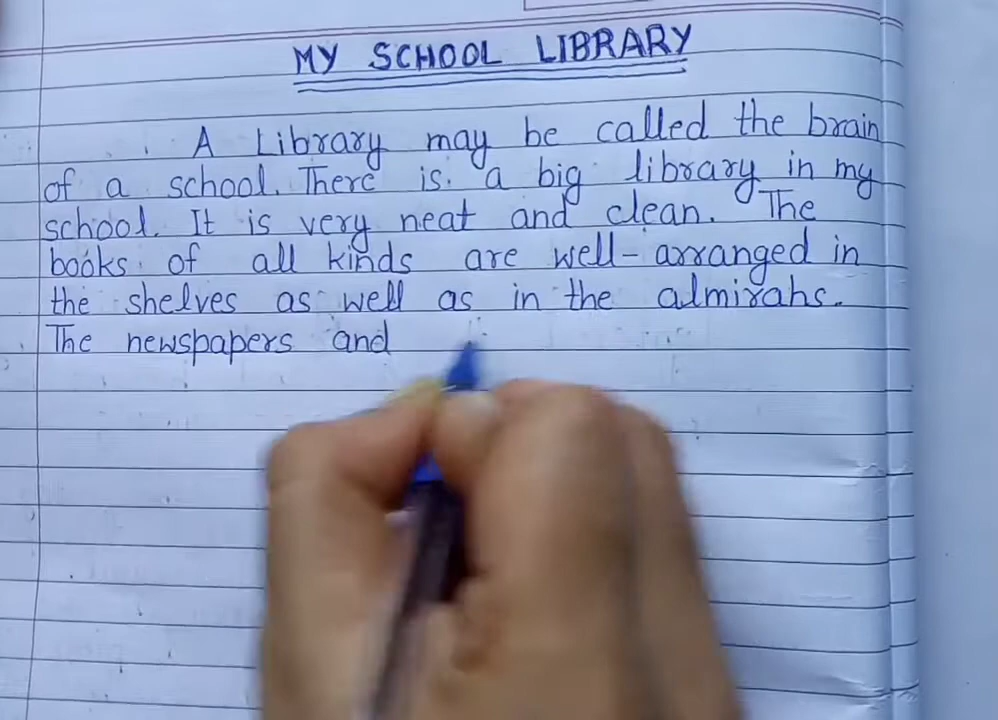 MY SCHOOL LIBRARY
A Library may be called the brain
of a school. There is a big library in my
school. It is very neat and clean. The
books of all kinds are well-arranged in
the shelves as well as in the almirahs.
The newspapers and